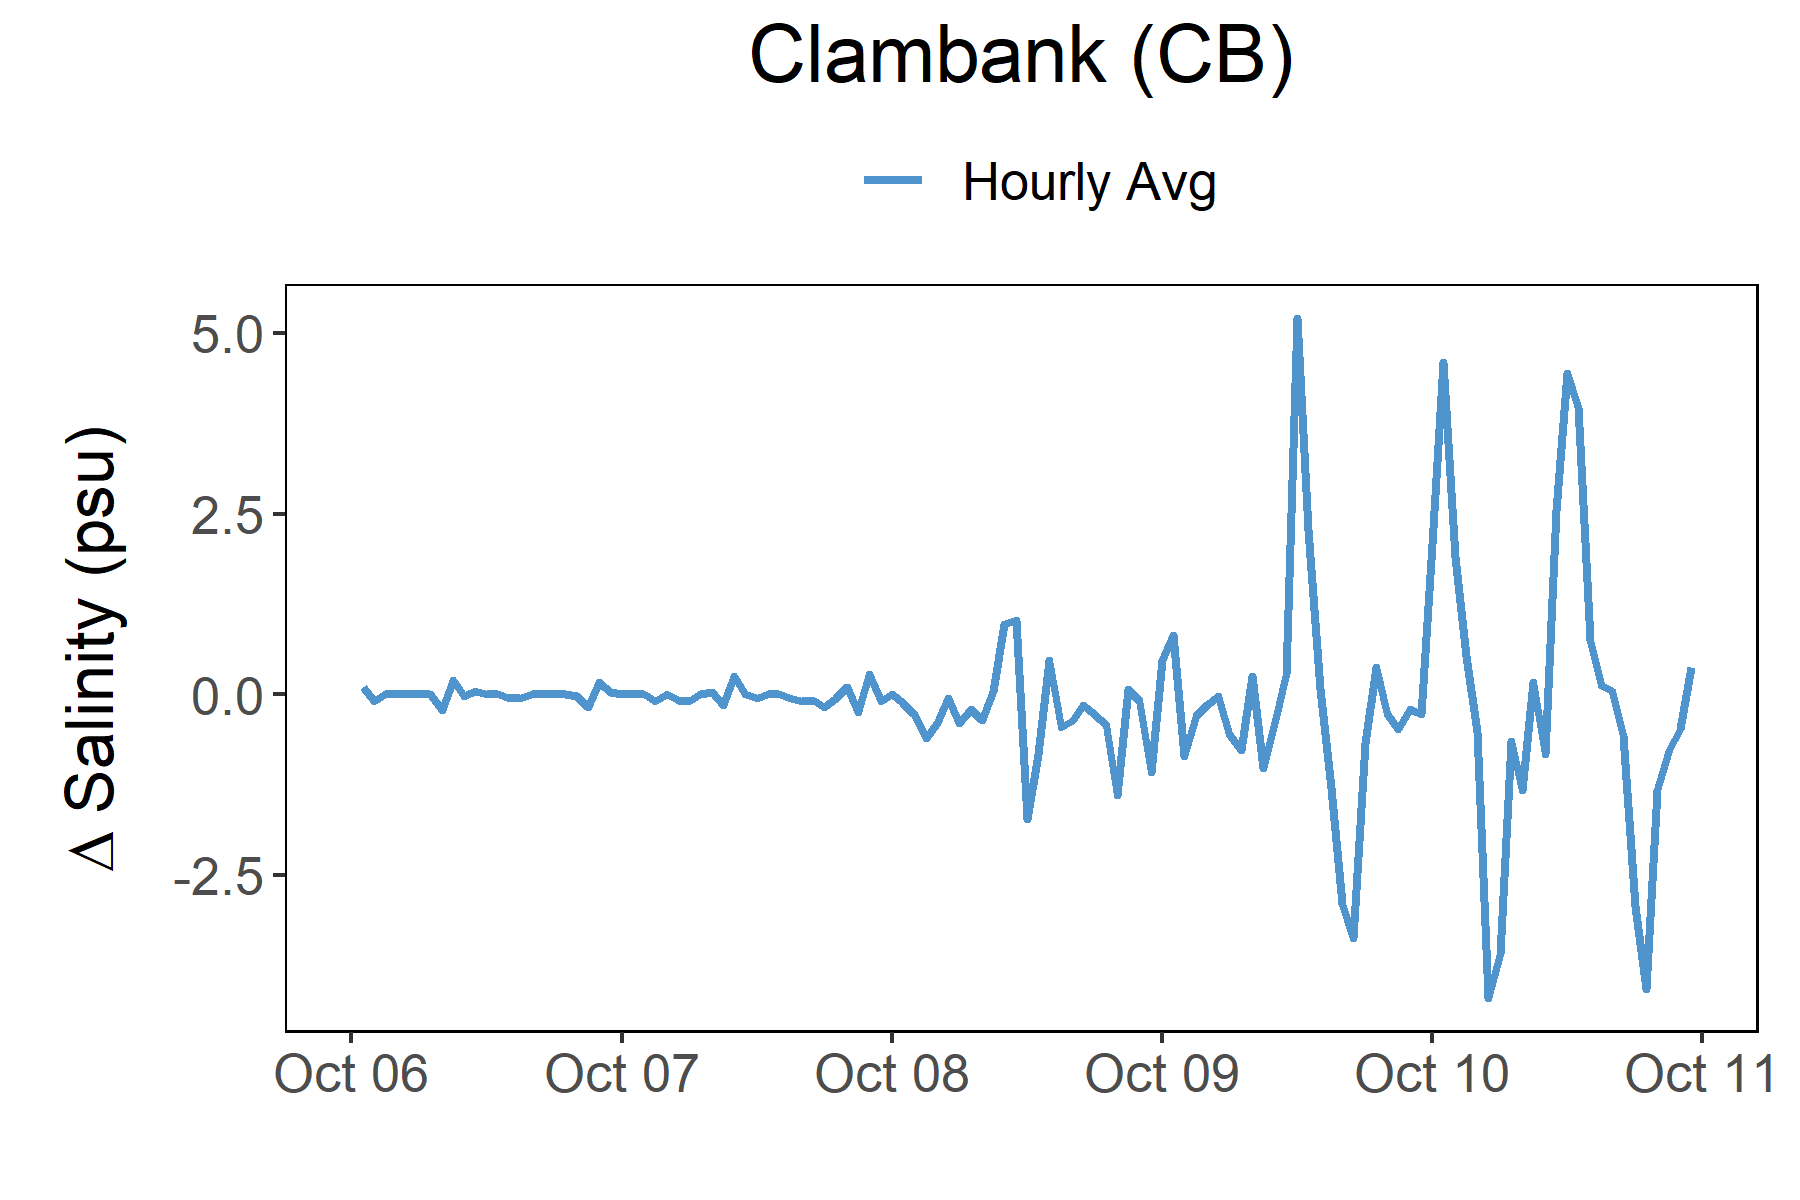 Clambank (CB)
Hourly Avg
Δ Salinity (psu)
5.0
2.5
0.0
-2.5
Oct 06
Oct 07
Oct 08
Oct 09
Oct 10
Oct 11